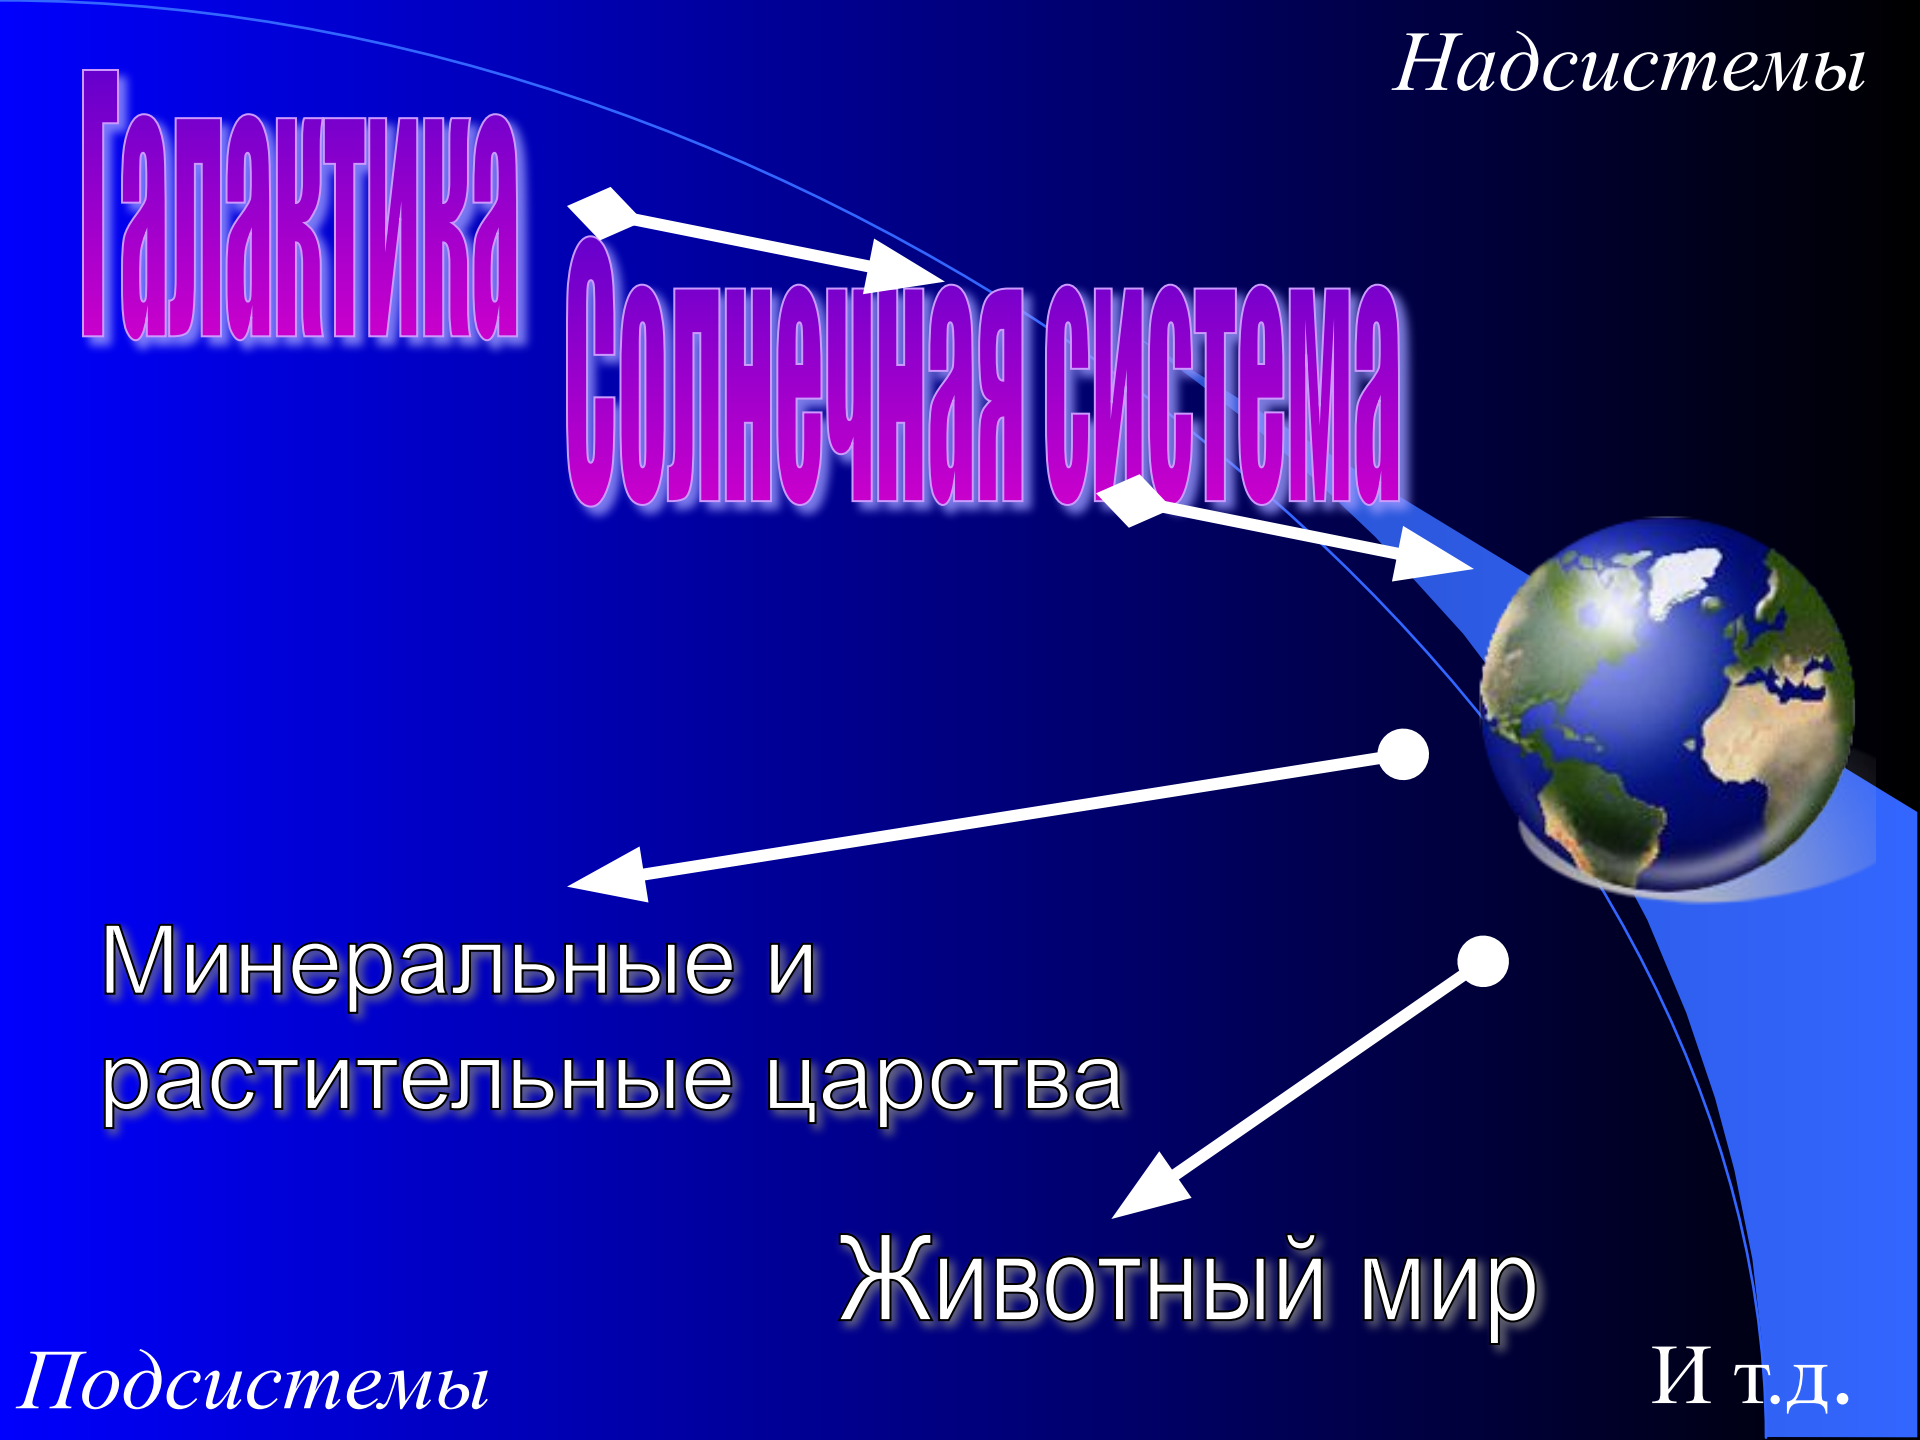 Надсистемы
Галактика
Солнечная система
Минеральные и
растительные царства
Животный мир
Подсистемы
И т.д.